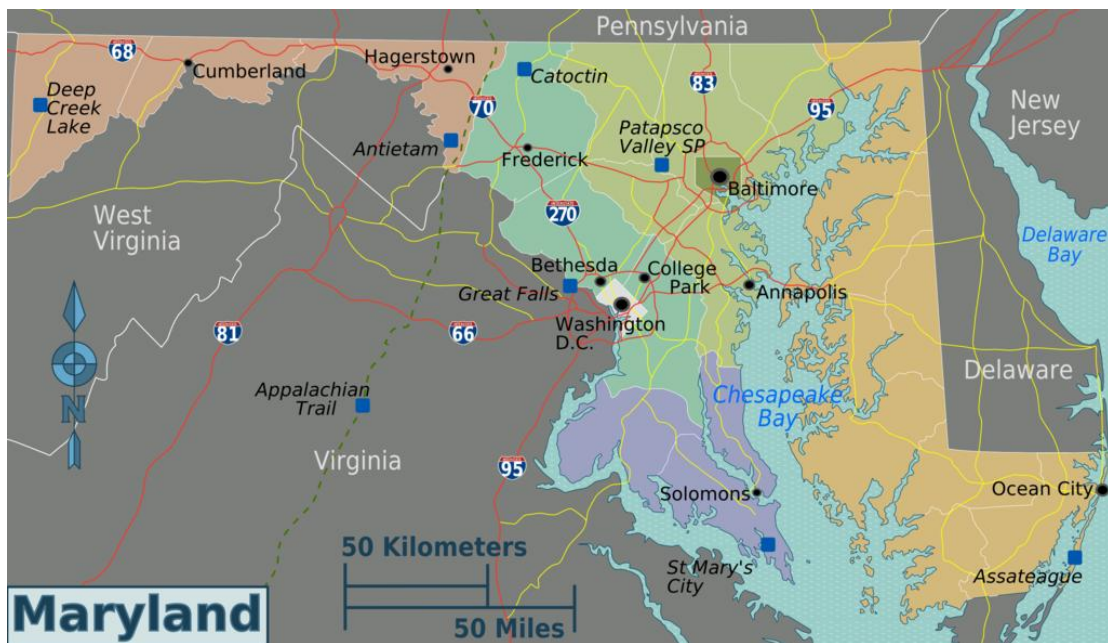 Pennsylvania
68
Cumberland
Hagerstown
Deep
Creek
Lake
70
Catoctin
83
95
New
Jersey
Antietam
Frederick
Patapsco
Valley SP
Baltimore
West
Virginia
270
Delaware
Bay
Bethesda
College
Park
Great Falls
Annapolis
Washington
D.C.
81
66
N
Appalachian
Trail
Delaware
Chesapeake
Bay
Virginia
95
Solomons
Ocean City
St Mary's
City
Assateague
50 Kilometers
50 Miles
Maryland